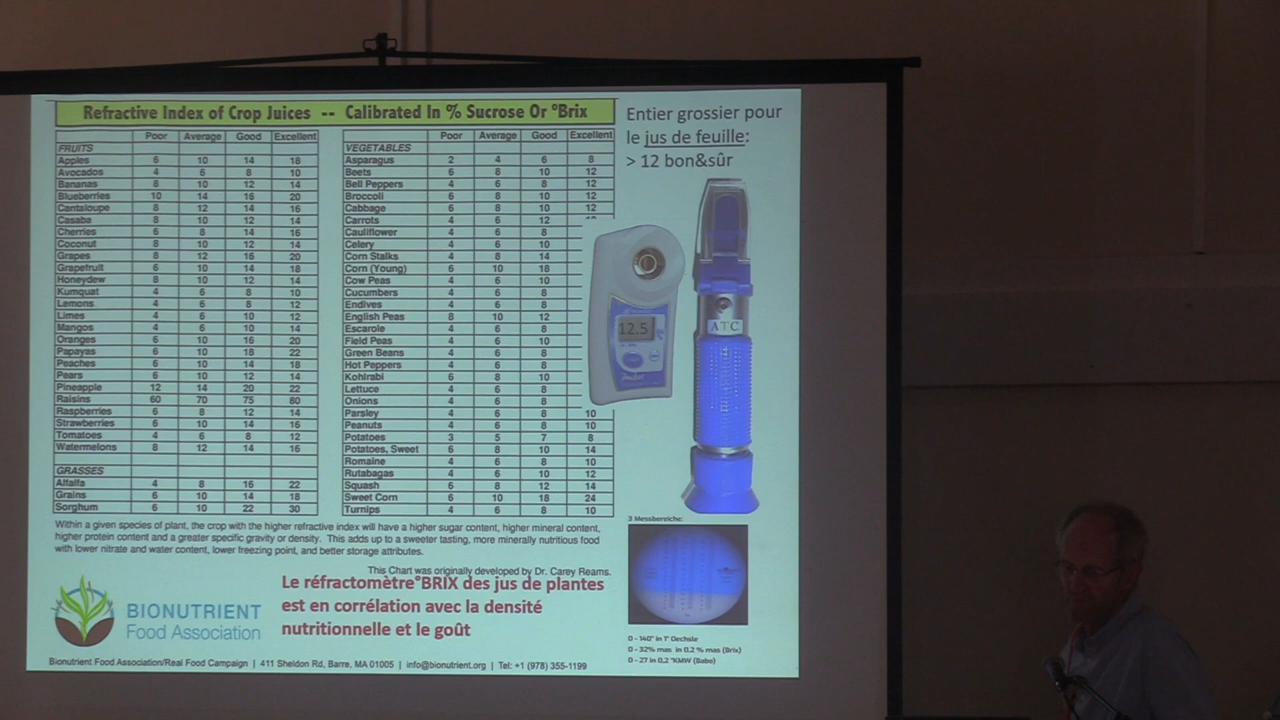 Refractive Index of Crop Juices -- Calibrated In % Sucrose Or °Brix
Poor Average Good Excellent
FRUITS
Apples 6 10 14 18
Avocados 4 6 8 10
Bananas 8 10 12 14
Blueberries 10 14 16 20
Cantaloupe 8 12 14 16
Casaba 8 10 12 14
Cherries 6 8 14 16
Coconut 8 10 12 14
Grapes 8 12 16 20
Grapefruit 6 10 14 18
Honeydew 8 10 12 14
Kumquat 4 6 8 10
Lemons 4 6 8 12
Limes 4 6 10 12
Mangos 4 6 10 14
Oranges 6 10 16 20
Papayas 6 10 18 22
Peaches 6 10 14 18
Pears 6 10 12 14
Pineapple 12 14 20 22
Raisins 60 70 75 80
Raspberries 6 8 12 14
Strawberries 6 10 14 16
Tomatoes 4 6 8 12
Watermelons 8 12 14 16
GRASSES
Alfalfa 4 8 16 22
Grains 6 10 14 18
Sorghum 6 10 22 30
Poor Average Good Excellent
VEGETABLES
Asparagus 2 4 6 8
Beets 6 8 10 12
Bell Peppers 4 6 8 12
Broccoli 6 8 10 12
Cabbage 6 8 10 12
Carrots 4 6 12
Cauliflower 4 6 8
Celery 4 6 10
Corn Stalks 4 8 14
Corn (Young) 6 10 18
Cow Peas 4 6 10
Cucumbers 4 6 8
Endives 4 6 8
English Peas 8 10 12
Escarole 4 6 8
Field Peas 4 6 10
Green Beans 4 6 8
Hot Peppers 4 6 8
Kohlrabi 6 8 10
Lettuce 4 6 8
Onions 4 6 8
Parsley 4 6 8 10
Peanuts 4 6 8 10
Potatoes 3 5 7 8
Potatoes, Sweet 6 8 10 14
Romaine 4 6 8 10
Rutabagas 4 6 10 12
Squash 6 8 12 14
Sweet Corn 6 10 18 24
Turnips 4 6 8 10
Within a given species of plant, the crop with the higher refractive index will have a higher sugar content, higher mineral content,
higher protein content and a greater specific gravity or density. This adds up to a sweeter tasting, more minerally nutritious food
with lower nitrate and water content, lower freezing point, and better storage attributes.
This Chart was originally developed by Dr. Carey Reams.
Le réfractomètre°BRIX des jus de plantes
est en corrélation avec la densité
nutritionnelle et le goût
BIONUTRIENT
Food Association
Bionutrient Food Association/Real Food Campaign | 411 Sheldon Rd, Barre, MA 01005 | info@bionutrient.org | Tel: +1 (978) 355-1199
Entier grossier pour
le jus de feuille:
> 12 bon&sûr
12.5
ATC
3 Messbereiche:
0 - 140° in 1° Oechsle
0 - 32% mas in 0,2 % mas (Brix)
0 - 27 in 0,2 °KMW (Babo)